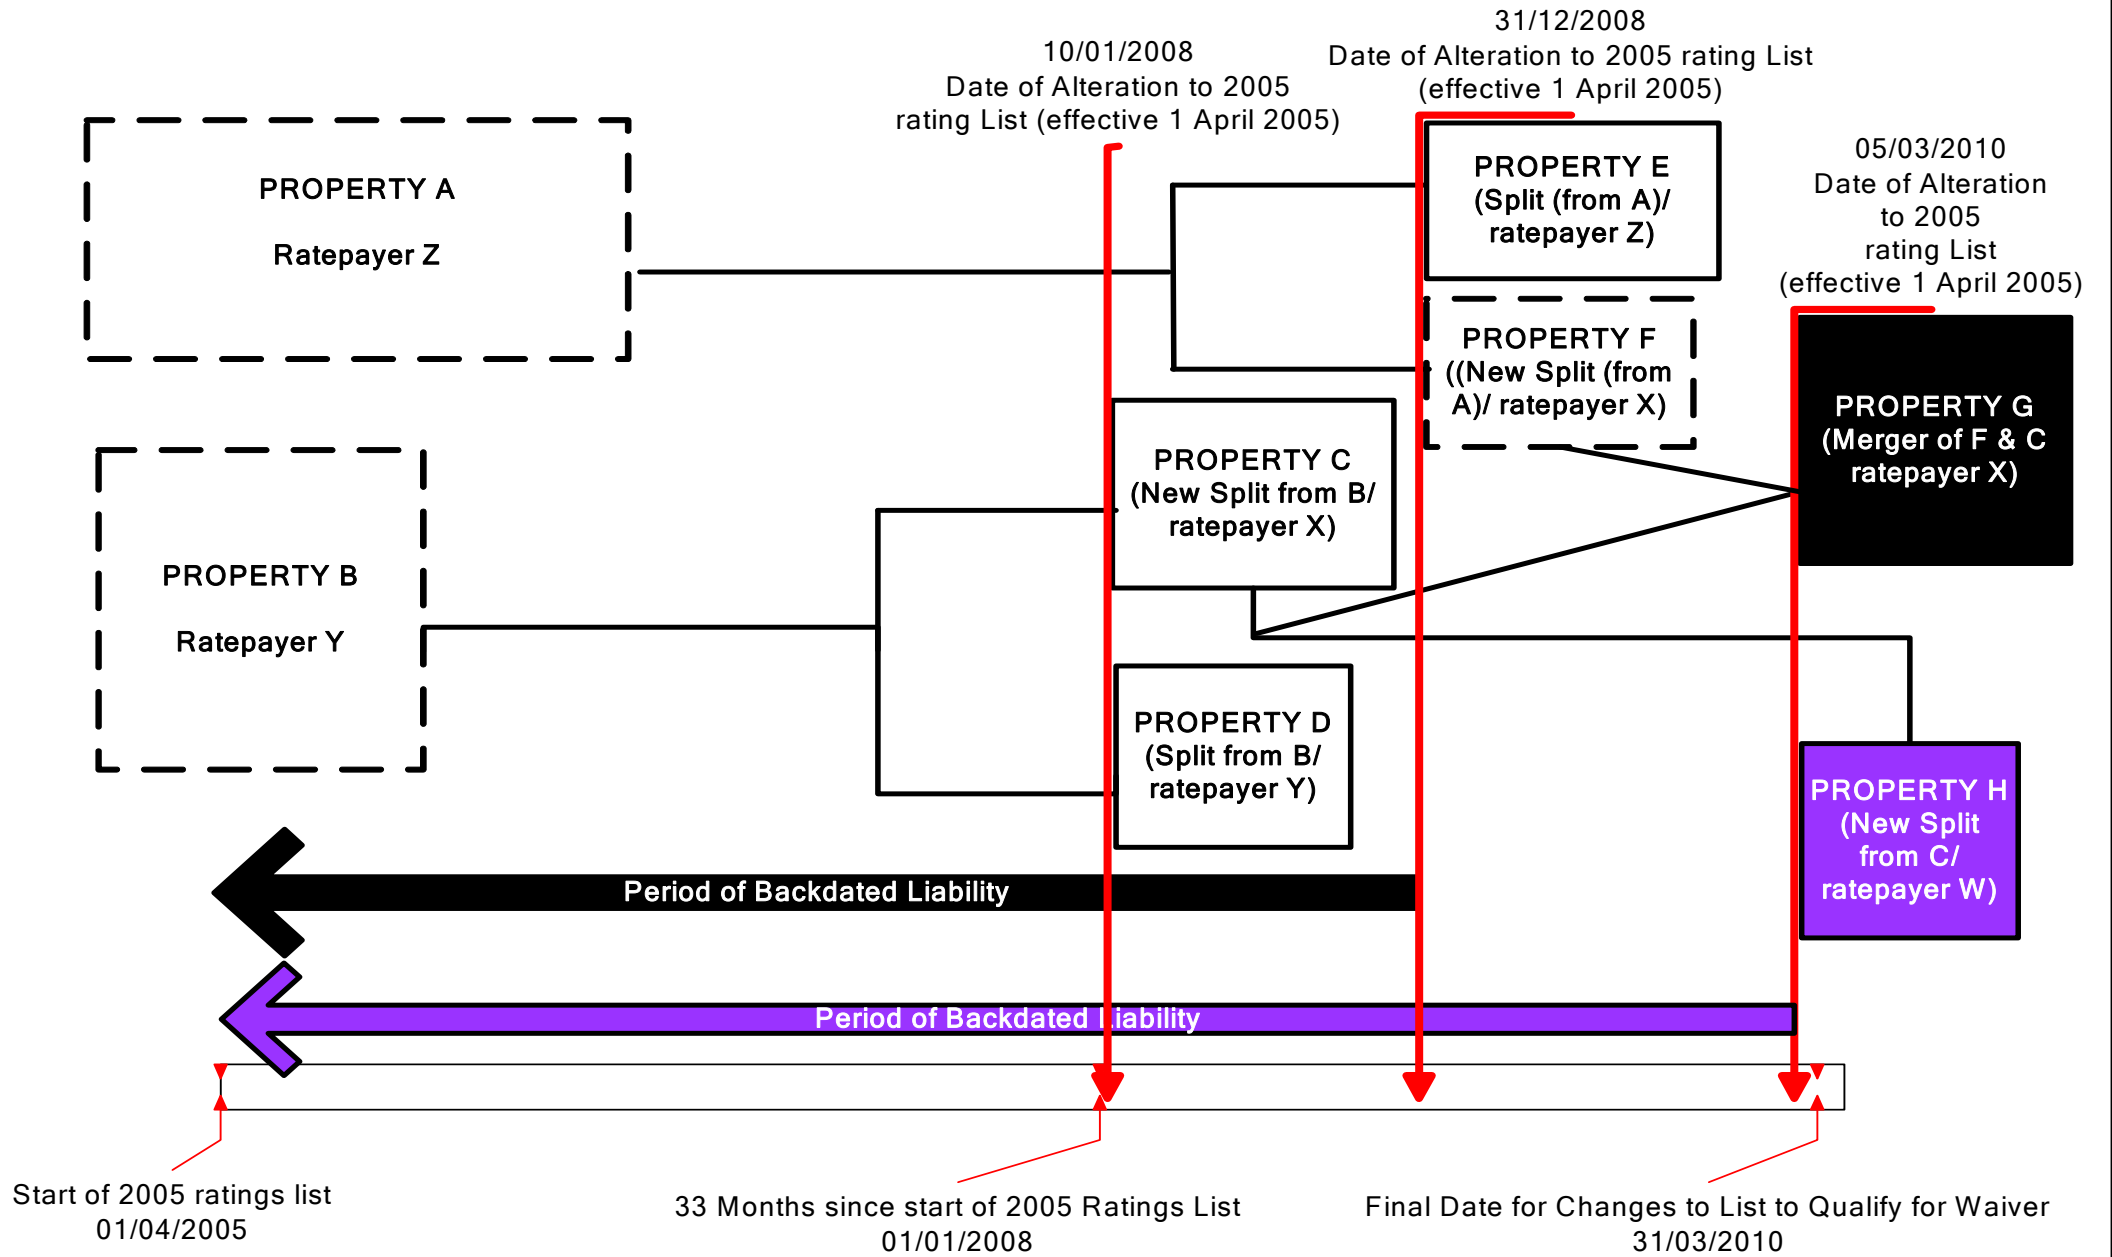 31/12/2008
Date of Alteration to 2005 rating List
(effective 1 April 2005)
10/01/2008
Date of Alteration to 2005
rating List (effective 1 April 2005)
05/03/2010
Date of Alteration
to 2005
rating List
(effective 1 April 2005)
PROPERTY A
Ratepayer Z
PROPERTY E
(Split (from A)/
ratepayer Z)
PROPERTY F
((New Split (from
A)/ ratepayer X)
PROPERTY G
(Merger of F & C
ratepayer X)
PROPERTY C
(New Split from B/
ratepayer X)
PROPERTY B
Ratepayer Y
PROPERTY D
(Split from B/
ratepayer Y)
PROPERTY H
(New Split
from C/
ratepayer W)
Period of Backdated Liability
Period of Backdated Liability
Start of 2005 ratings list
01/04/2005
33 Months since start of 2005 Ratings List
01/01/2008
Final Date for Changes to List to Qualify for Waiver
31/03/2010